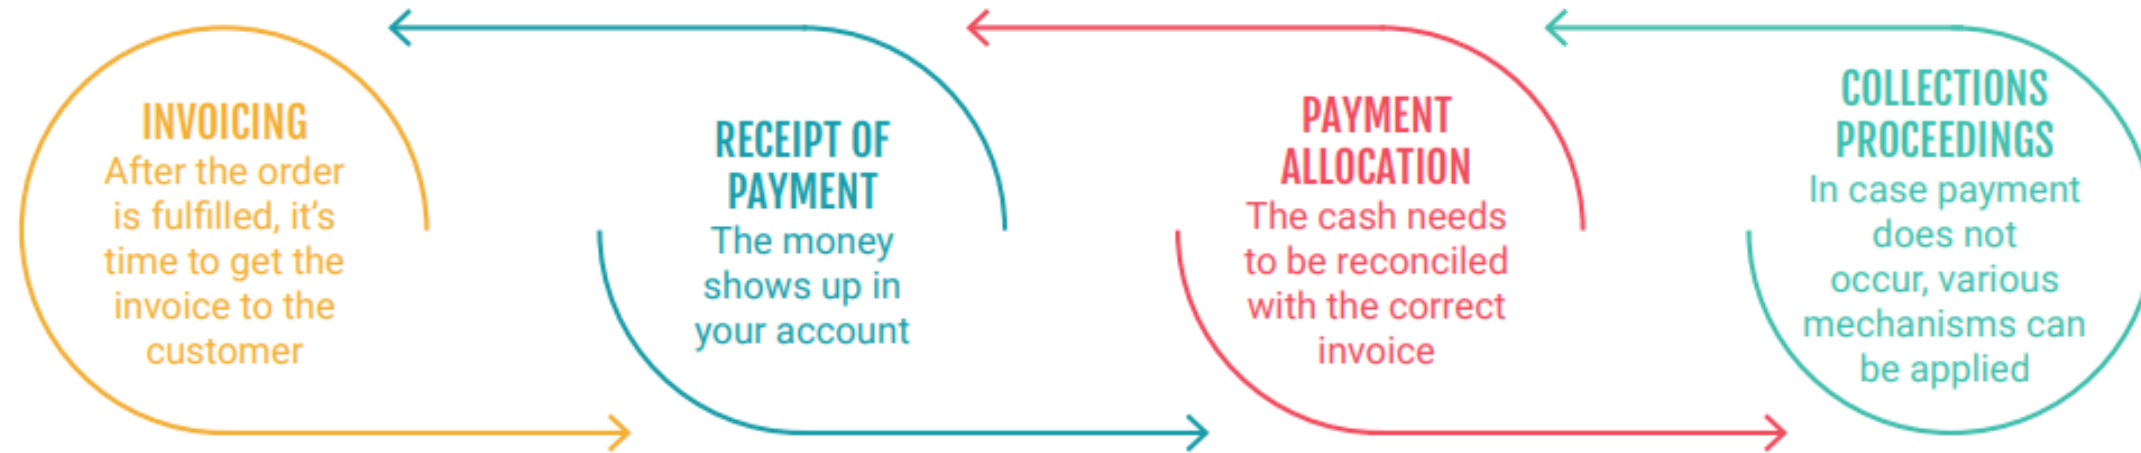 INVOICING
After the order
is fulfilled, it's
time to get the
invoice to the
customer
RECEIPT OF
PAYMENT
The money
shows up in
your account
PAYMENT
ALLOCATION
The cash needs
to be reconciled
with the correct
invoice
COLLECTIONS
PROCEEDINGS
In case payment
does not
occur, various
mechanisms can
be applied